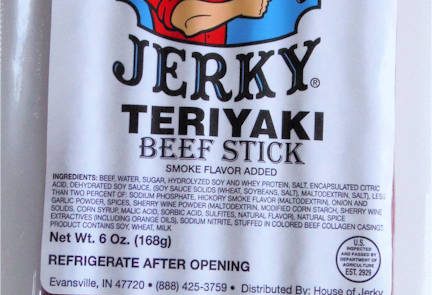 JERKY®
TERIYAKI
BEEF STICK
SMOKE FLAVOR ADDED
INGREDIENTS: BEEF, WATER, SUGAR, HYDROLYZED SOY AND WHEY PROTEIN, SALT, ENCAPSULATED CITRIC
ACID, DEHYDRATED SOY SAUCE, (SOY SAUCE SOLIDS (WHEAT, SOYBEANS, SALT), MALTODEXTRIN, SALT), LESS
THAN TWO PERCENT OF: SODIUM PHOSPHATE, HICKORY SMOKE FLAVOR (MALTODEXTRIN, ONION AND
GARLIC POWDER, SPICES, SHERRY WINE POWDER (MALTODEXTRIN, MODIFIED CORN STARCH, SHERRY WINE
SOLIDS, CORN SYRUP, MALIC ACID, SORBIC ACID, SULFITES, NATURAL FLAVOR), NATURAL SPICE
EXTRACTIVES (INCLUDING ORANGE OILS), SODIUM NITRITE, STUFFED IN COLORED BEEF COLLAGEN CASING.
PRODUCT CONTAINS SOY, WHEAT, MILK
Net Wt. 6 Oz. (168g)
REFRIGERATE AFTER OPENING
U.S.
INSPECTED
AND PASSED BY
DEPARTMENT OF
AGRICULTURE
EST. 2929
Evansville, IN 47720 • (888) 425-3759 • Distributed By: House of Jerky